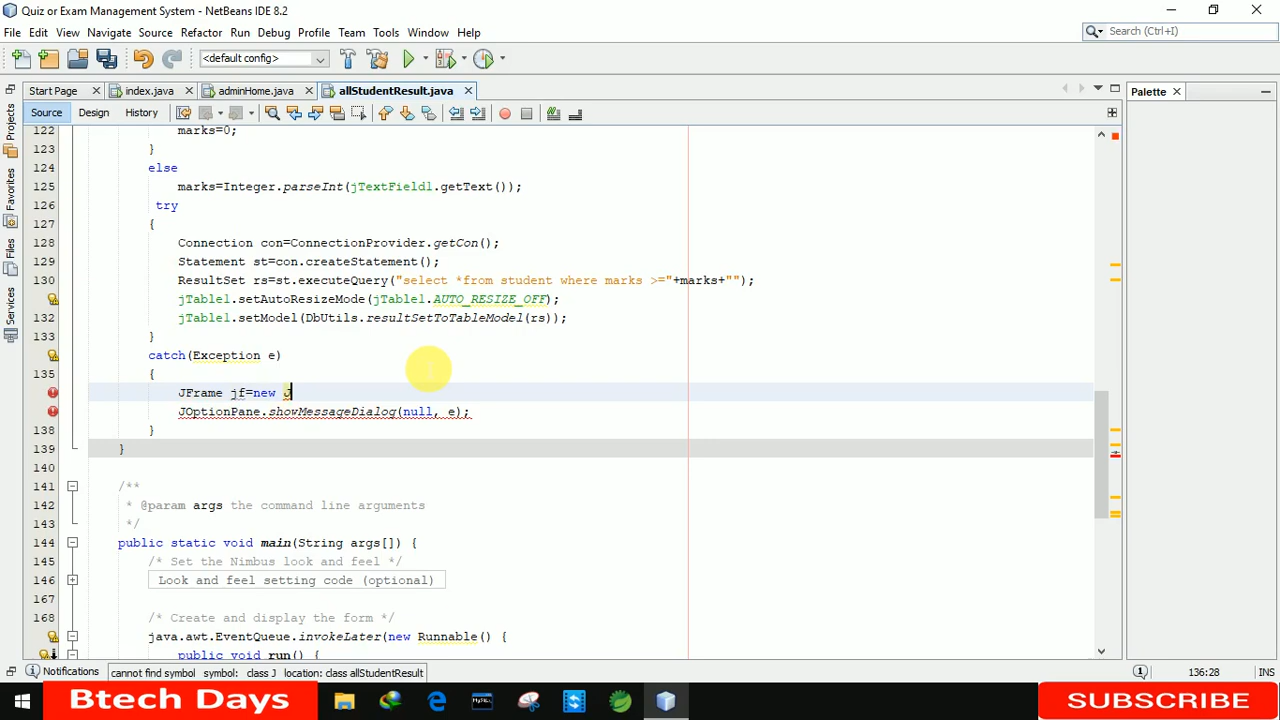 Quiz or Exam Management System - NetBeans IDE 8.2
File Edit View Navigate Source Refactor Run Debug Profile Team Tools Window Help
Search (Ctrl+I)
<default config>
Start Page index.java adminHome.java allStudentResult.java
Palette
Source Design History
Projects
Favorites
Files
Services
122 marks=0;
123 }
124 else
125 marks=Integer.parseInt(jTextField1.getText());
126 try
127 {
128 Connection con=ConnectionProvider.getCon();
129 Statement st=con.createStatement();
130 ResultSet rs=st.executeQuery("select *from student where marks >="+marks+"");
jTable1.setAutoResizeMode(jTable1.AUTO_RESIZE_OFF);
132 jTable1.setModel(DbUtils.resultSetToTableModel(rs));
133 }
catch(Exception e)
135 {
JFrame jf=new J
JOptionPane.showMessageDialog(null, e);
138 }
139 }
140
141 /**
142 * @param args the command line arguments
143 */
144 public static void main(String args[]) {
145 /* Set the Nimbus look and feel */
146 Look and feel setting code (optional)
167
168 /* Create and display the form */
java.awt.EventQueue.invokeLater(new Runnable() {
public void run() {
Notifications cannot find symbol symbol: class J location: class allStudentResult
136:28 INS
Btech Days
SUBSCRIBE